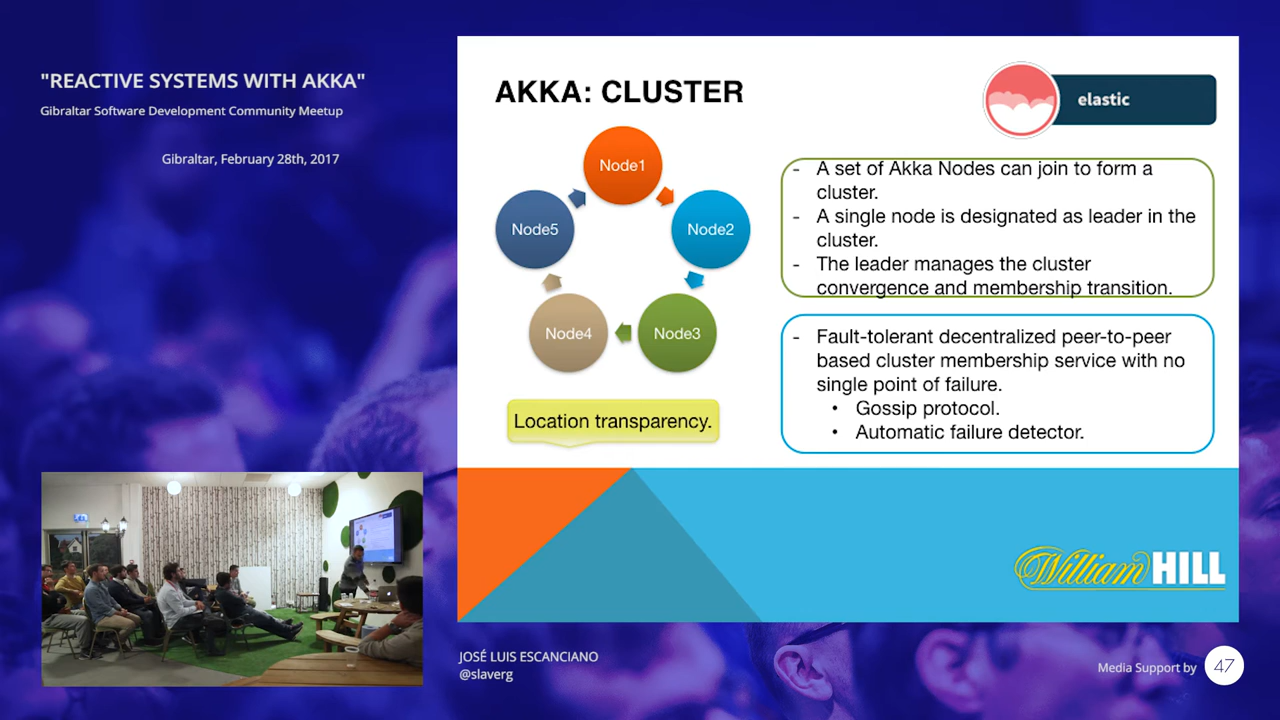 "REACTIVE SYSTEMS WITH AKKA"
Gibraltar Software Development Community Meetup
Gibraltar, February 28th, 2017
AKKA: CLUSTER
elastic
Node1
Node2
Node3
Node4
Node5
Location transparency.
- A set of Akka Nodes can join to form a
cluster.
- A single node is designated as leader in the
cluster.
- The leader manages the cluster
convergence and membership transition.
- Fault-tolerant decentralized peer-to-peer
based cluster membership service with no
single point of failure.
• Gossip protocol.
• Automatic failure detector.
William HILL
JOSÉ LUIS ESCANCIANO
@slaverg
Media Support by
47